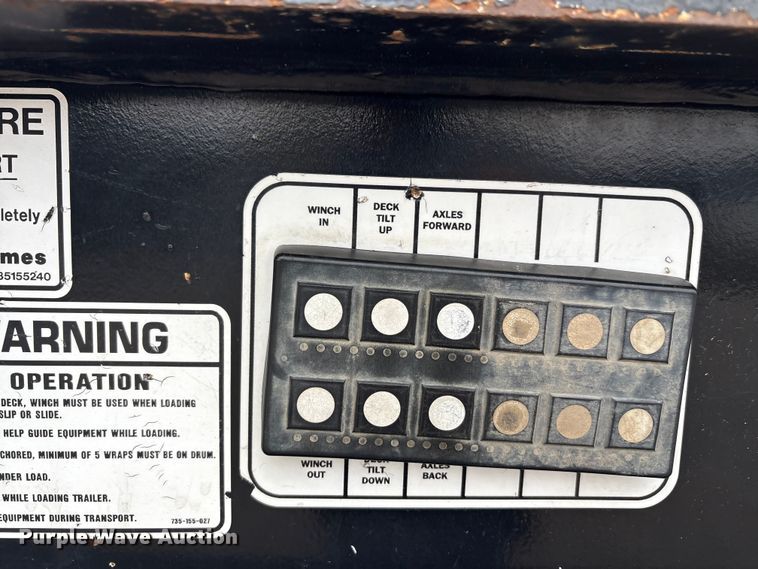 RE
RT
letely
mes
35155240
ARNING
OPERATION
DECK, WINCH MUST BE USED WHEN LOADING
SLIP OR SLIDE.
HELP GUIDE EQUIPMENT WHILE LOADING.
CHORED, MINIMUM OF 5 WRAPS MUST BE ON DRUM.
NDER LOAD.
WHILE LOADING TRAILER.
EQUIPMENT DURING TRANSPORT.
735-155-027
WINCH
IN
DECK
TILT
UP
AXLES
FORWARD
WINCH
OUT
DECK
TILT
DOWN
AXLES
BACK
PurpleWave Auction